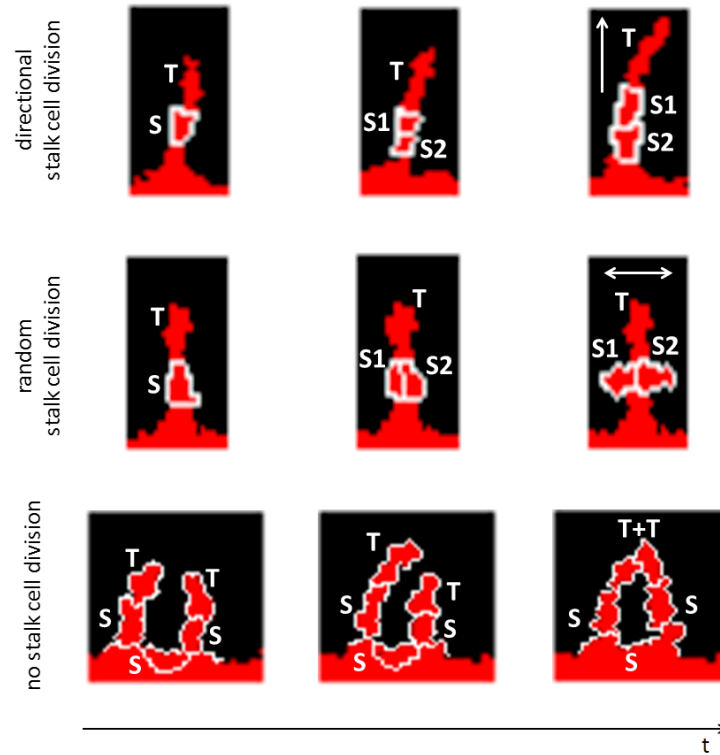 directional
stalk cell division
T
S
T
S1
S2
T
S1
S2
random
stalk cell division
T
S
T
S1
S2
T
S1
S2
no stalk cell division
T
T
S
S
S
T
T
S
S
S
T+T
S
S
S
t